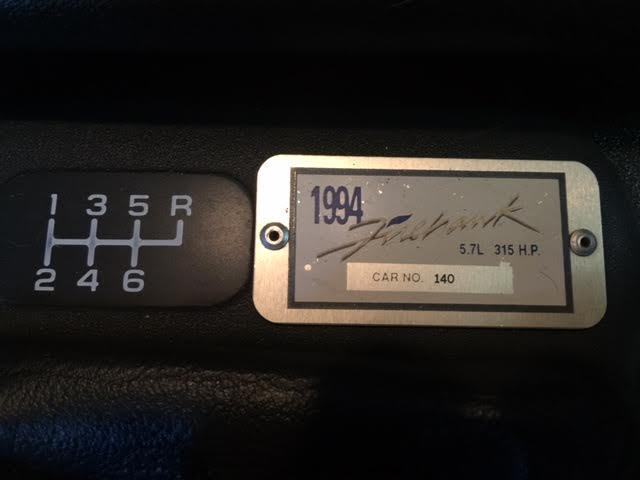 1 3 5 R
2 4 6
1994
Firehawk
5.7L 315 H.P.
CAR NO. 140